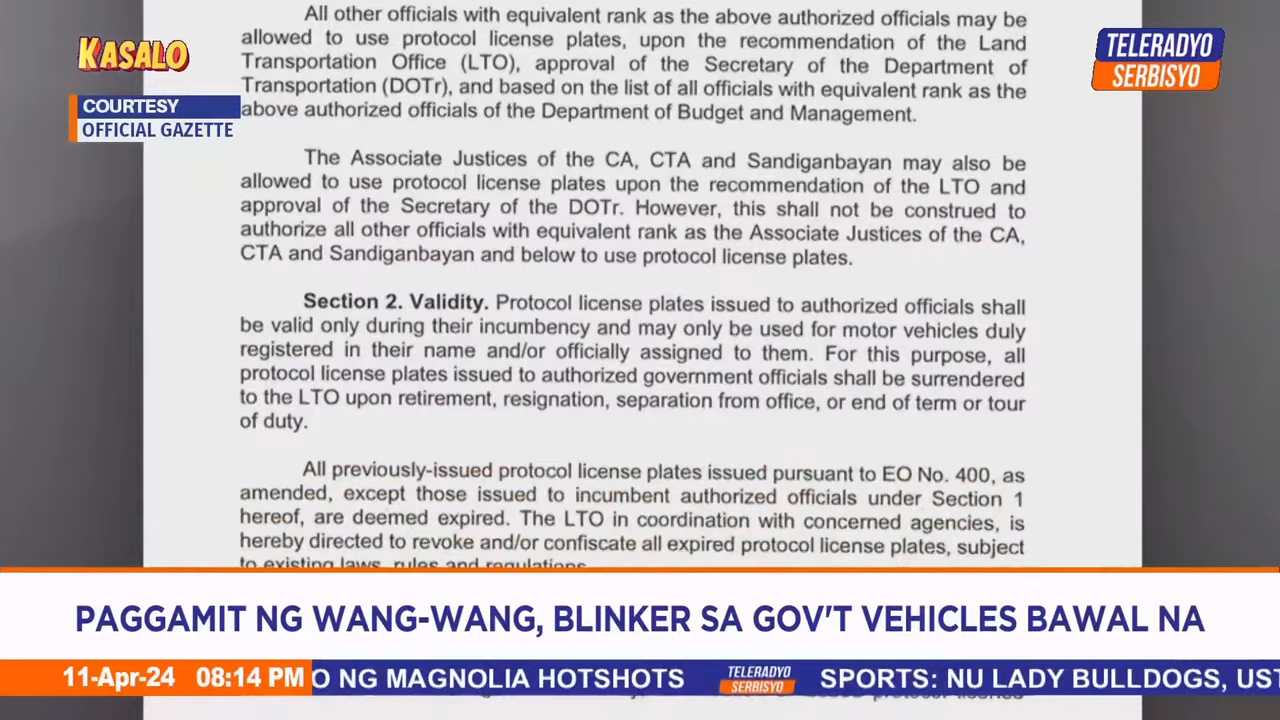 KASALO
COURTESY
OFFICIAL GAZETTE
TELERADYO
SERBISYO
All other officials with equivalent rank as the above authorized officials may be
allowed to use protocol license plates, upon the recommendation of the Land
Transportation Office (LTO), approval of the Secretary of the Department of
Transportation (DOTr), and based on the list of all officials with equivalent rank as the
above authorized officials of the Department of Budget and Management.
The Associate Justices of the CA, CTA and Sandiganbayan may also be
allowed to use protocol license plates upon the recommendation of the LTO and
approval of the Secretary of the DOTr. However, this shall not be construed to
authorize all other officials with equivalent rank as the Associate Justices of the CA,
CTA and Sandiganbayan and below to use protocol license plates.
Section 2. Validity. Protocol license plates issued to authorized officials shall
be valid only during their incumbency and may only be used for motor vehicles duly
registered in their name and/or officially assigned to them. For this purpose, all
protocol license plates issued to authorized government officials shall be surrendered
to the LTO upon retirement, resignation, separation from office, or end of term or tour
of duty.
All previously-issued protocol license plates issued pursuant to EO No. 400, as
amended, except those issued to incumbent authorized officials under Section 1
hereof, are deemed expired. The LTO in coordination with concerned agencies, is
hereby directed to revoke and/or confiscate all expired protocol license plates, subject
to existing laws, rules and regulations.
PAGGAMIT NG WANG-WANG, BLINKER SA GOV'T VEHICLES BAWAL NA
11-Apr-24 08:14 PM O NG MAGNOLIA HOTSHOTS TELERADYO SERBISYO SPORTS: NU LADY BULLDOGS, UST